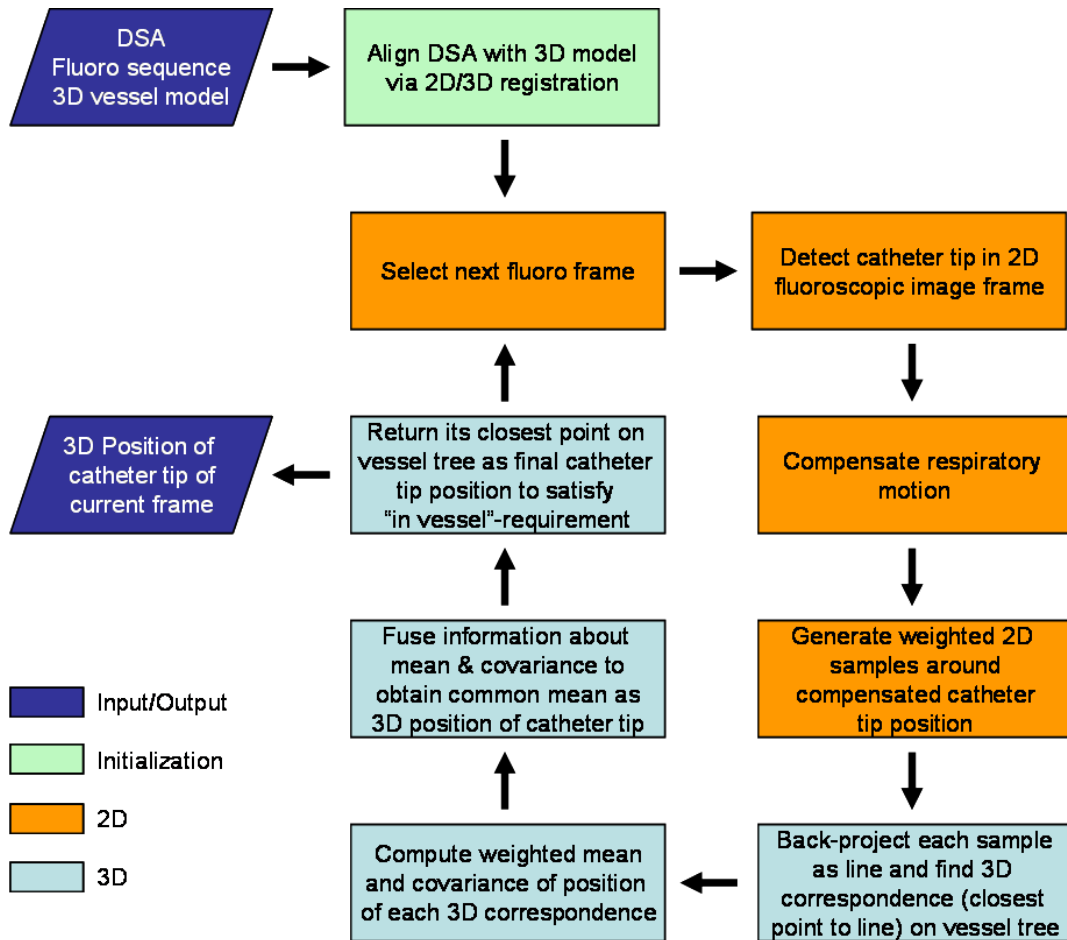 DSA
Fluoro sequence
3D vessel model
Align DSA with 3D model
via 2D/3D registration
Select next fluoro frame
Detect catheter tip in 2D
fluoroscopic image frame
3D Position of
catheter tip of
current frame
Return its closest point on
vessel tree as final catheter
tip position to satisfy
“in vessel”-requirement
Compensate respiratory
motion
Fuse information about
mean & covariance to
obtain common mean as
3D position of catheter tip
Generate weighted 2D
samples around
compensated catheter
tip position
Input/Output
Initialization
2D
3D
Compute weighted mean
and covariance of position
of each 3D correspondence
Back-project each sample
as line and find 3D
correspondence (closest
point to line) on vessel tree